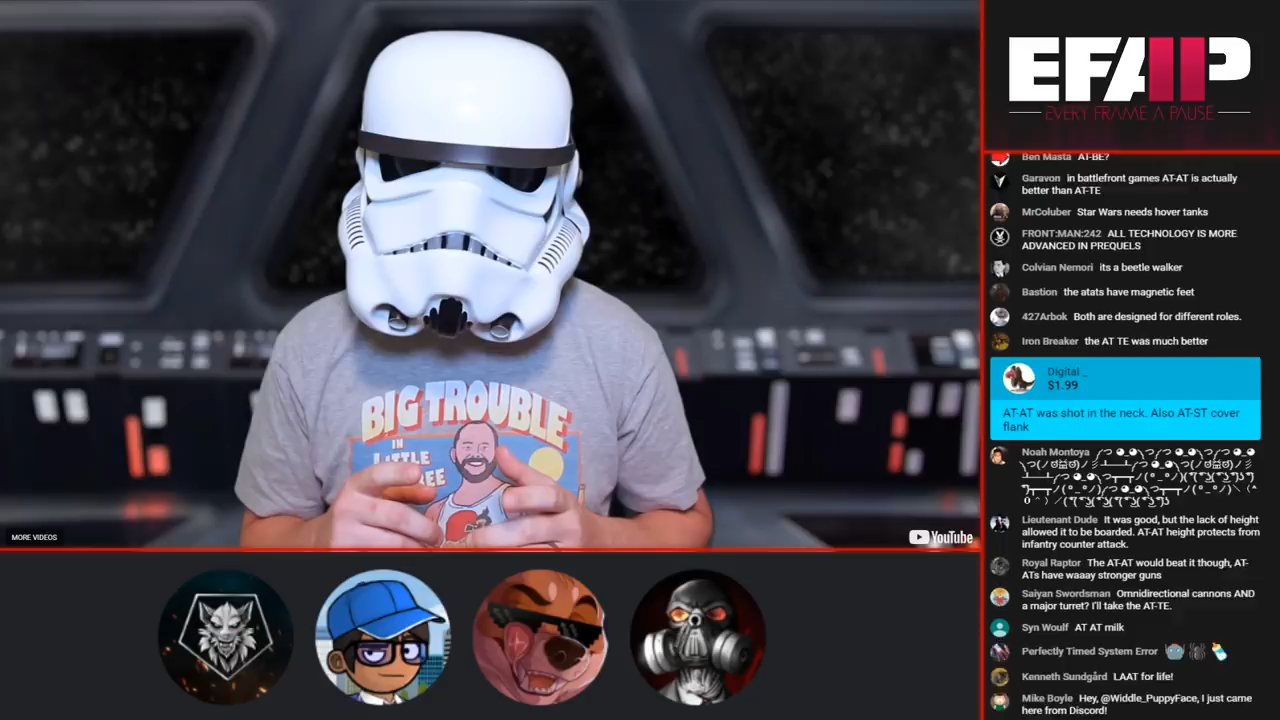 EFAP
EVERY FRAME A PAUSE
BIG TROUBLE
IN
LITTLE
MORE VIDEOS
YouTube
Ben Masta AT-BE?
Garavon in battlefront games AT-AT is actually
better than AT-TE
MrColuber Star Wars needs hover tanks
FRONT:MAN:242 ALL TECHNOLOGY IS MORE
ADVANCED IN PREQUELS
Colvian Nemori its a beetle walker
Bastion the atats have magnetic feet
427Arbok Both are designed for different roles.
Iron Breaker the AT TE was much better
Digital _
$1.99
AT-AT was shot in the neck. Also AT-ST cover
flank
Noah Montoya
Lieutenant Dude It was good, but the lack of height
allowed it to be boarded. AT-AT height protects from
infantry counter attack.
Royal Raptor The AT-AT would beat it though, AT-
ATs have waaay stronger guns
Saiyan Swordsman Omnidirectional cannons AND
a major turret? I'll take the AT-TE.
Syn Woulf AT AT milk
Perfectly Timed System Error
Kenneth Sundgård LAAT for life!
Mike Boyle Hey, @Widdle_PuppyFace, I just came
here from Discord!